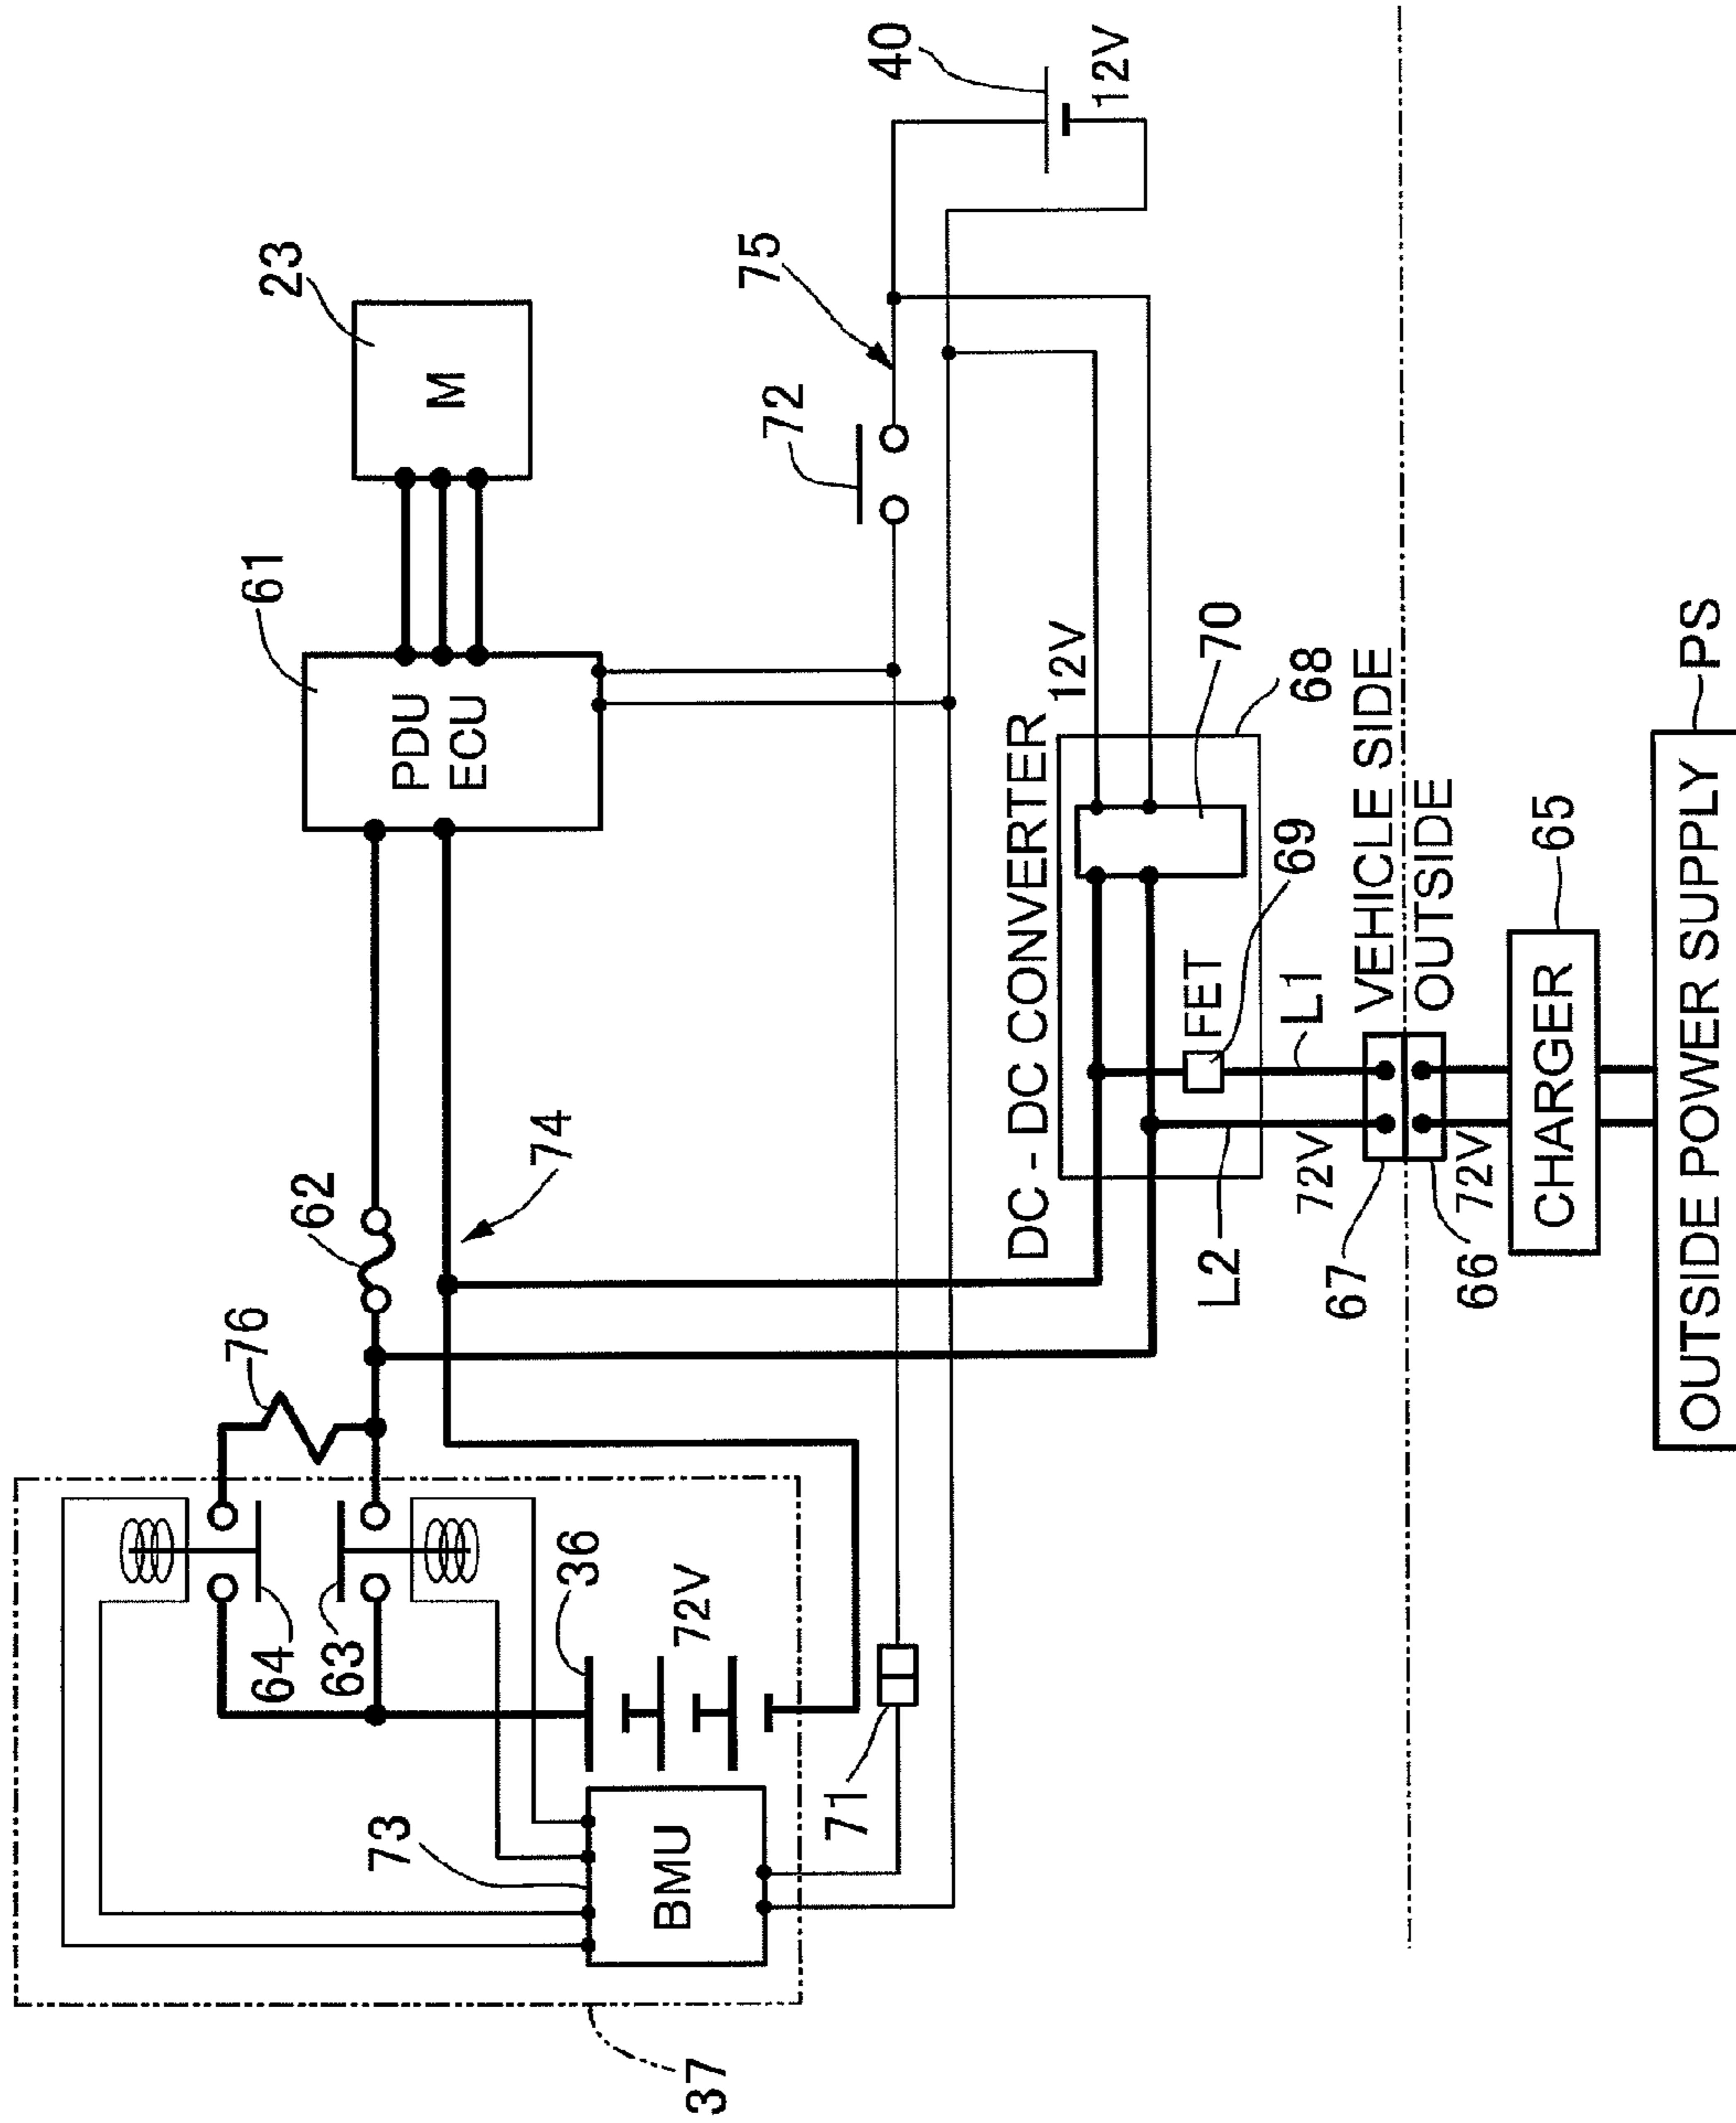 37
73
BMU
64
63
36
72V
71
76
62
74
61
PDU
ECU
23
M
75
72
40
12V
DC - DC CONVERTER
12V
68
70
69
FET
L1
L2
VEHICLE SIDE
OUTSIDE
72V
67
72V
66
CHARGER
65
OUTSIDE POWER SUPPLY
PS